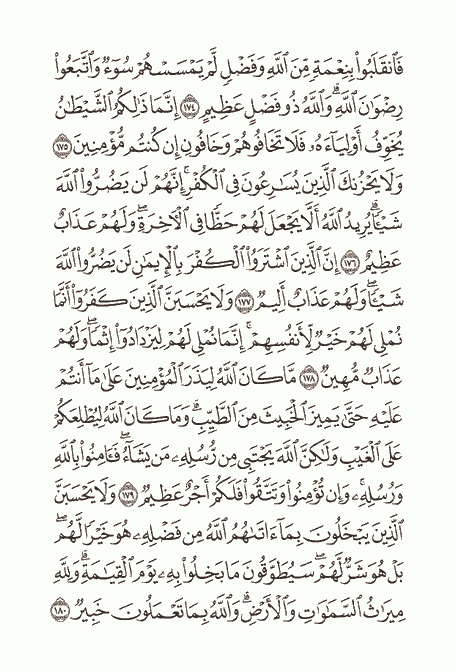 فَٱنقَلَبُوا۟ بِنِعْمَةٍ مِّنَ ٱللَّهِ وَفَضْلٍ لَّمْ يَمْسَسْهُمْ سُوٓءٌ وَٱتَّبَعُوا۟
رِضْوَٰنَ ٱللَّهِ ۗ وَٱللَّهُ ذُو فَضْلٍ عَظِيمٍ ١٧٤ إِنَّمَا ذَٰلِكُمُ ٱلشَّيْطَٰنُ
يُخَوِّفُ أَوْلِيَآءَهُۥ فَلَا تَخَافُوهُمْ وَخَافُونِ إِن كُنتُم مُّؤْمِنِينَ ١٧٥
وَلَا يَحْزُنكَ ٱلَّذِينَ يُسَٰرِعُونَ فِى ٱلْكُفْرِ ۚ إِنَّهُمْ لَن يَضُرُّوا۟ ٱللَّهَ
شَيْـًٔا ۗ يُرِيدُ ٱللَّهُ أَلَّا يَجْعَلَ لَهُمْ حَظًّا فِى ٱلْءَاخِرَةِ ۖ وَلَهُمْ عَذَابٌ
عَظِيمٌ ١٧٦ إِنَّ ٱلَّذِينَ ٱشْتَرَوُا۟ ٱلْكُفْرَ بِٱلْإِيمَٰنِ لَن يَضُرُّوا۟ ٱللَّهَ
شَيْـًٔا ۖ وَلَهُمْ عَذَابٌ أَلِيمٌ ١٧٧ وَلَا يَحْسَبَنَّ ٱلَّذِينَ كَفَرُوٓا۟ أَنَّمَا
نُمْلِى لَهُمْ خَيْرٌ لِّأَنفُسِهِمْ ۚ إِنَّمَا نُمْلِى لَهُمْ لِيَزْدَادُوٓا۟ إِثْمًا ۖ وَلَهُمْ
عَذَابٌ مُّهِينٌ ١٧٨ مَّا كَانَ ٱللَّهُ لِيَذَرَ ٱلْمُؤْمِنِينَ عَلَىٰ مَآ أَنتُمْ
عَلَيْهِ حَتَّىٰ يَمِيزَ ٱلْخَبِيثَ مِنَ ٱلطَّيِّبِ ۗ وَمَا كَانَ ٱللَّهُ لِيُطْلِعَكُمْ
عَلَى ٱلْغَيْبِ وَلَٰكِنَّ ٱللَّهَ يَجْتَبِى مِن رُّسُلِهِۦ مَن يَشَآءُ ۖ فَـَٔامِنُوا۟ بِٱللَّهِ
وَرُسُلِهِۦ ۚ وَإِن تُؤْمِنُوا۟ وَتَتَّقُوا۟ فَلَكُمْ أَجْرٌ عَظِيمٌ ١٧٩ وَلَا يَحْسَبَنَّ
ٱلَّذِينَ يَبْخَلُونَ بِمَآ ءَاتَىٰهُمُ ٱللَّهُ مِن فَضْلِهِۦ هُوَ خَيْرًا لَّهُم ۖ
بَلْ هُوَ شَرٌّ لَّهُمْ ۖ سَيُطَوَّقُونَ مَا بَخِلُوا۟ بِهِۦ يَوْمَ ٱلْقِيَٰمَةِ ۗ وَلِلَّهِ
مِيرَٰثُ ٱلسَّمَٰوَٰتِ وَٱلْأَرْضِ ۗ وَٱللَّهُ بِمَا تَعْمَلُونَ خَبِيرٌ ١٨٠